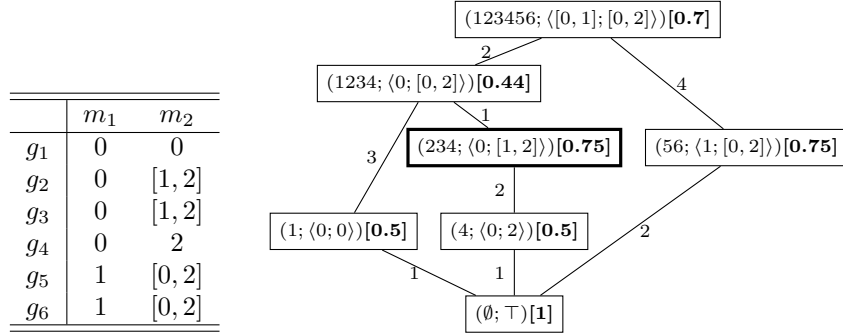 (123456; ⟨[0, 1]; [0, 2]⟩)[0.7]
2
4
(1234; ⟨0; [0, 2]⟩)[0.44]
1
3
(234; ⟨0; [1, 2]⟩)[0.75]
(56; ⟨1; [0, 2]⟩)[0.75]
2
(1; ⟨0; 0⟩)[0.5]
(4; ⟨0; 2⟩)[0.5]
2
1
1
(∅; ⊤)[1]
m₁ m₂
g₁ 0 0
g₂ 0 [1, 2]
g₃ 0 [1, 2]
g₄ 0 2
g₅ 1 [0, 2]
g₆ 1 [0, 2]